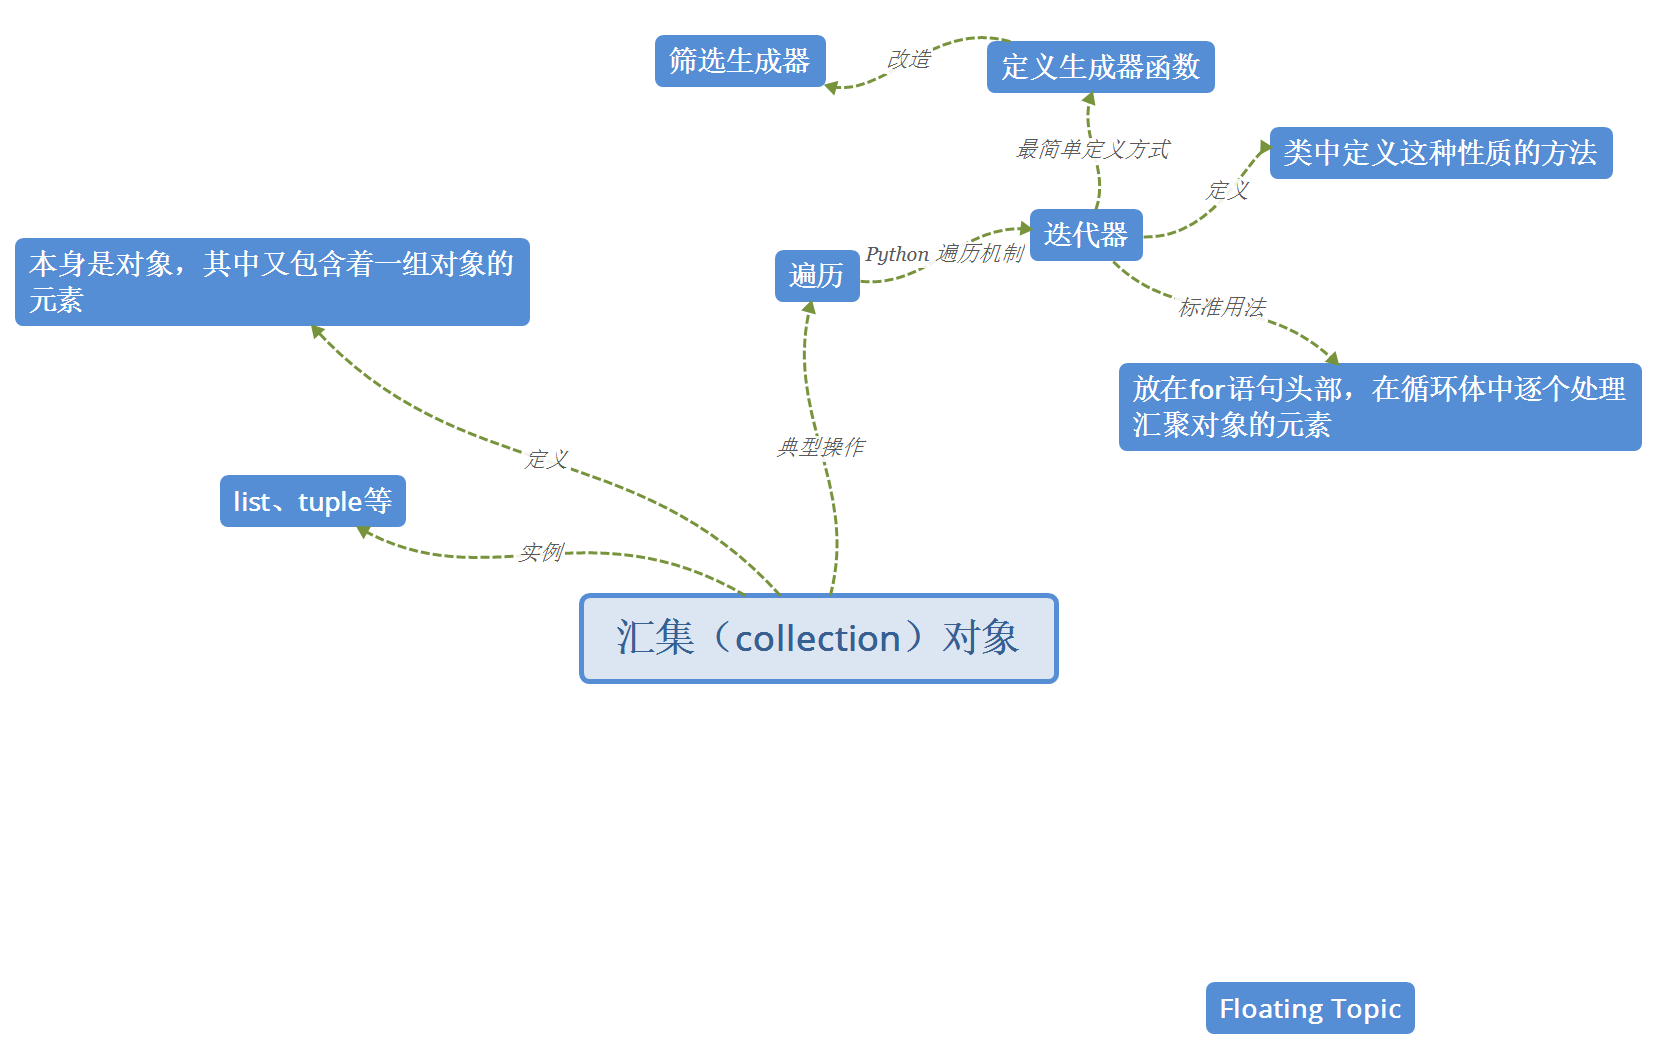 筛选生成器
改造
定义生成器函数
最简单定义方式
类中定义这种性质的方法
定义
迭代器
Python 遍历机制
遍历
本身是对象，其中又包含着一组对象的
元素
标准用法
放在for语句头部，在循环体中逐个处理
汇聚对象的元素
典型操作
定义
list、tuple等
实例
汇集（collection）对象
Floating Topic